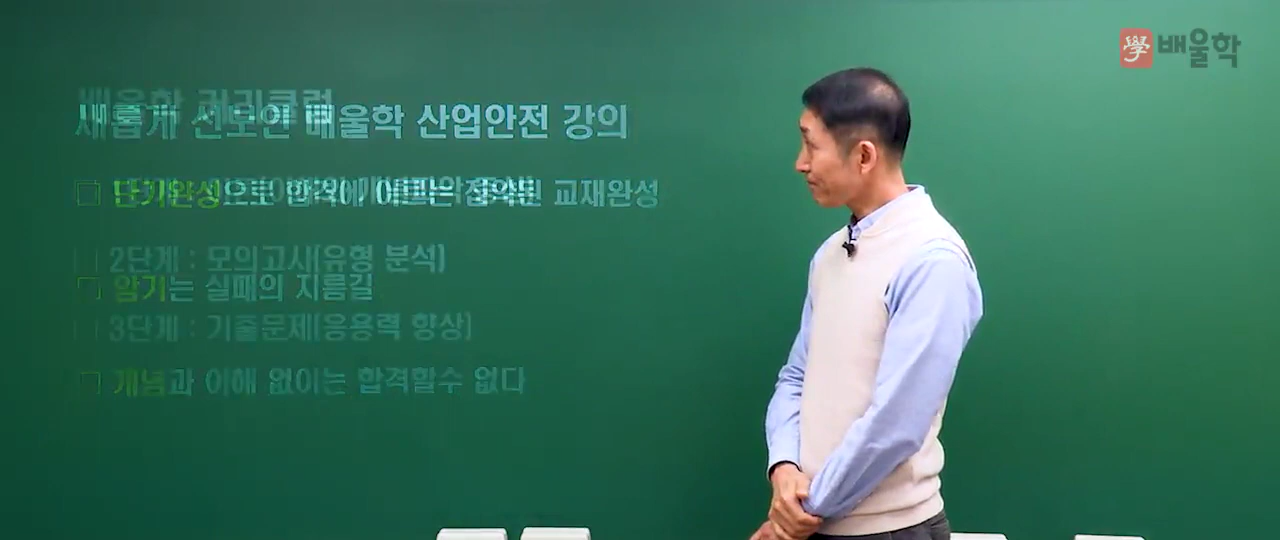 學배울학
배울학 커리큘럼
새롭게 선보인 배울학 산업안전 강의
□ 단기완성으로 합격에 이르는 집약된 교재완성
□ 2단계 : 모의고사(유형 분석)
□ 암기는 실패의 지름길
□ 3단계 : 기출문제(응용력 향상)
□ 개념과 이해 없이는 합격할수 없다